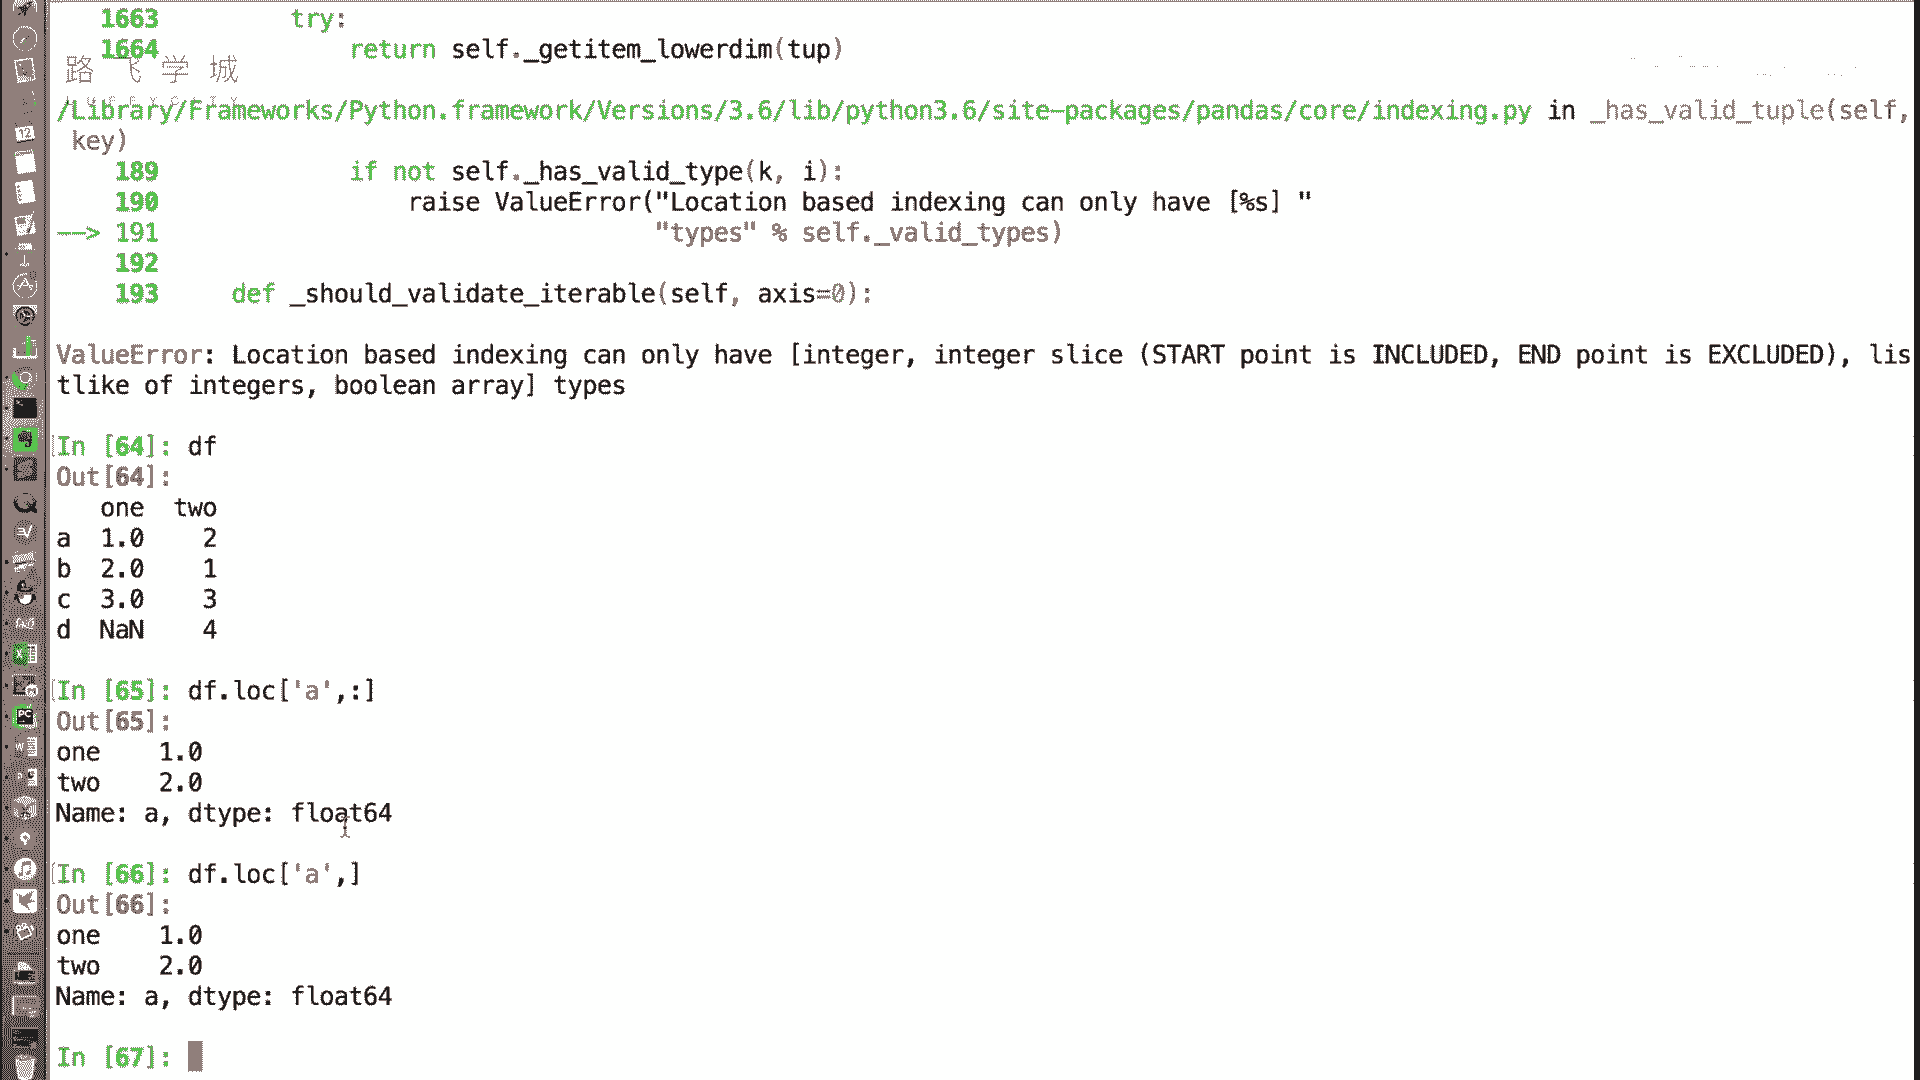 1663         try:
1664             return self._getitem_lowerdim(tup)
路飞学城
LUFFYCITY
/Library/Frameworks/Python.framework/Versions/3.6/lib/python3.6/site-packages/pandas/core/indexing.py in _has_valid_tuple(self,
key)
189             if not self._has_valid_type(k, i):
190                 raise ValueError("Location based indexing can only have [%s] "
--> 191                                  "types" % self._valid_types)
192
193     def _should_validate_iterable(self, axis=0):
ValueError: Location based indexing can only have [integer, integer slice (START point is INCLUDED, END point is EXCLUDED), lis
tlike of integers, boolean array] types
In [64]: df
Out[64]:
   one  two
a  1.0    2
b  2.0    1
c  3.0    3
d  NaN    4
In [65]: df.loc['a',:]
Out[65]:
one    1.0
two    2.0
Name: a, dtype: float64
In [66]: df.loc['a',]
Out[66]:
one    1.0
two    2.0
Name: a, dtype: float64
In [67]: